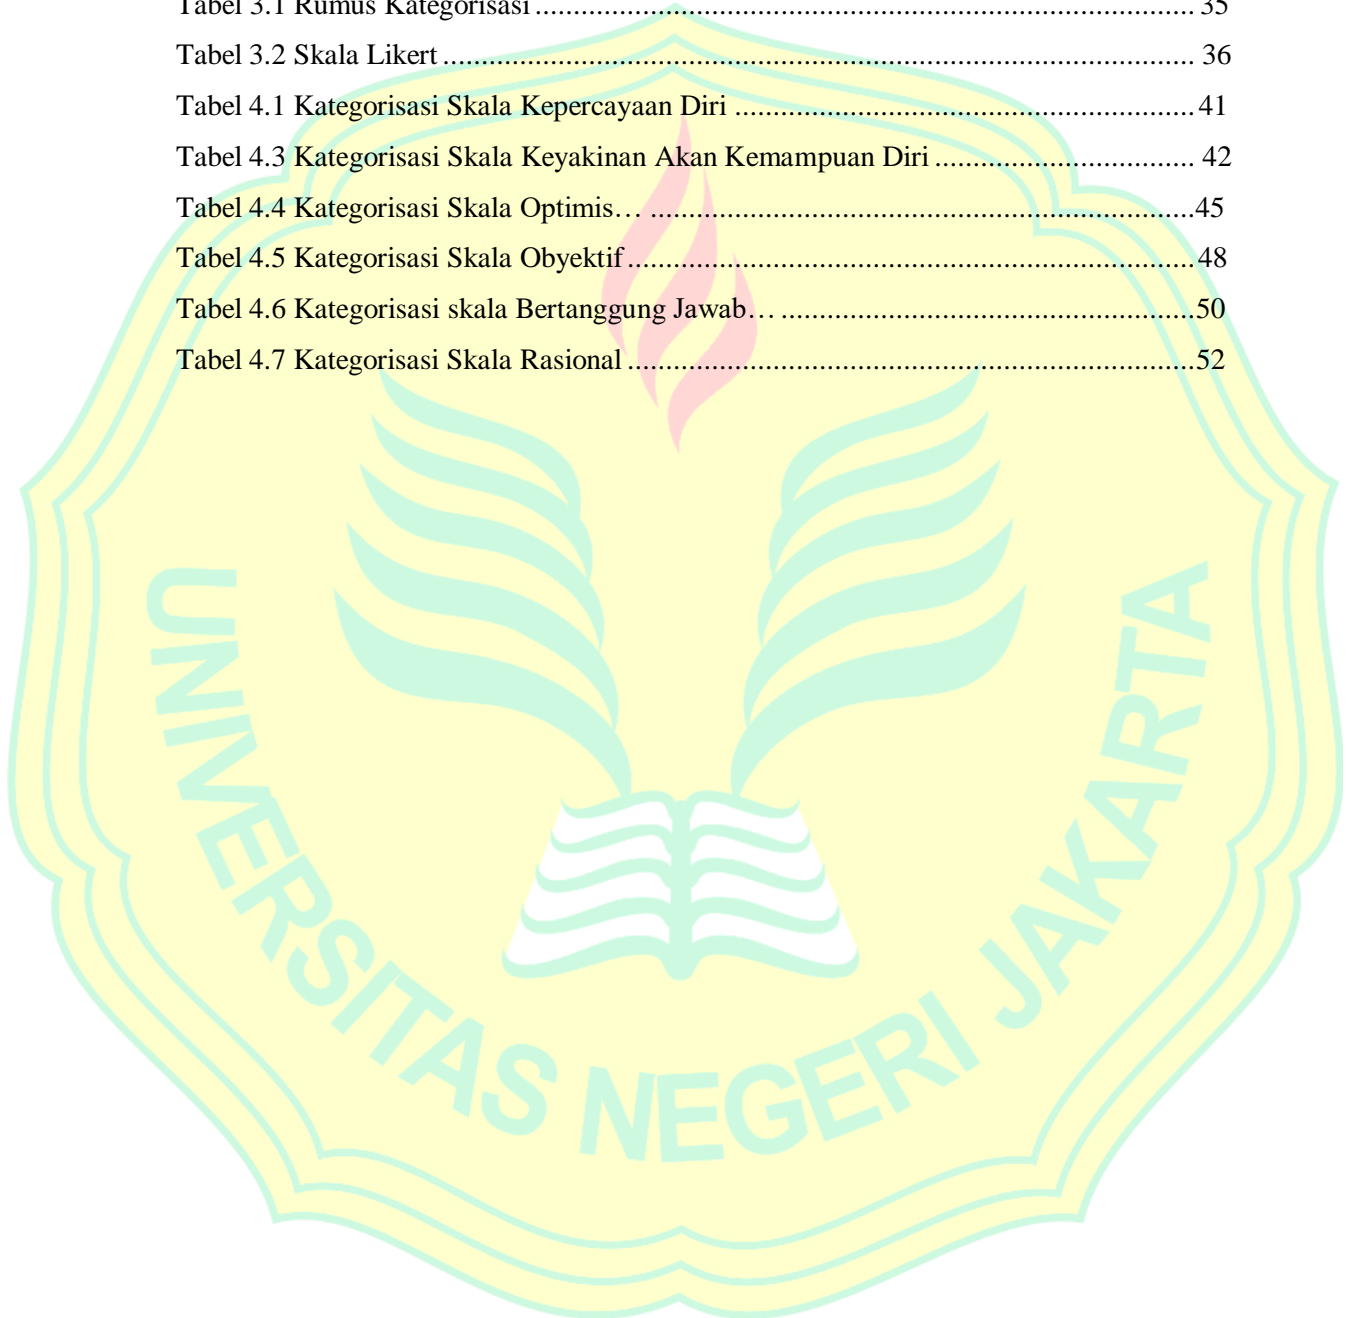 Tabel 3.1 Rumus Kategorisasi ........................................................................................ 35
Tabel 3.2 Skala Likert .................................................................................................... 36
Tabel 4.1 Kategorisasi Skala Kepercayaan Diri ............................................................. 41
Tabel 4.3 Kategorisasi Skala Keyakinan Akan Kemampuan Diri ................................... 42
Tabel 4.4 Kategorisasi Skala Optimis… .........................................................................45
Tabel 4.5 Kategorisasi Skala Obyektif ............................................................................48
Tabel 4.6 Kategorisasi skala Bertanggung Jawab… .......................................................50
Tabel 4.7 Kategorisasi Skala Rasional ............................................................................52
UNIVERSITAS NEGERI JAKARTA